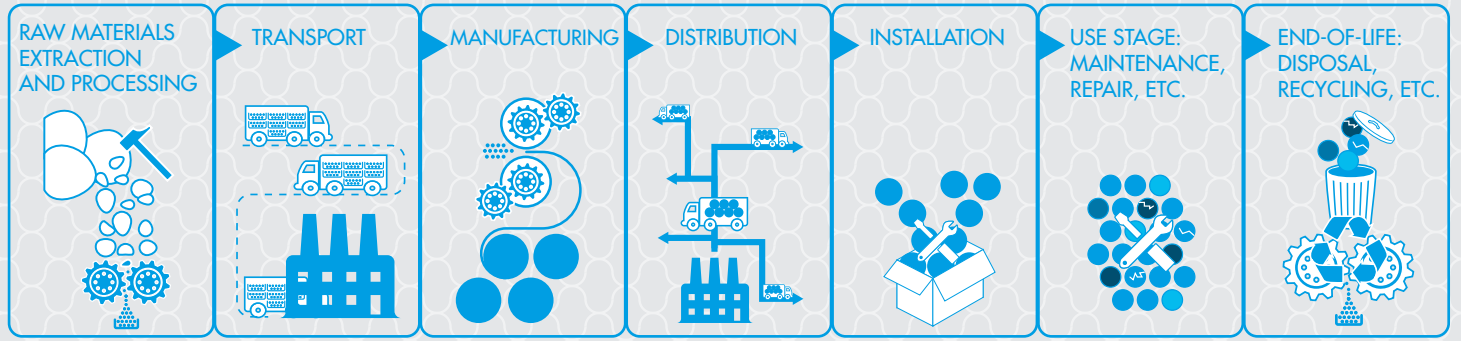 RAW MATERIALS
EXTRACTION
AND PROCESSING
TRANSPORT
MANUFACTURING
DISTRIBUTION
INSTALLATION
USE STAGE:
MAINTENANCE,
REPAIR, ETC.
END-OF-LIFE:
DISPOSAL,
RECYCLING, ETC.